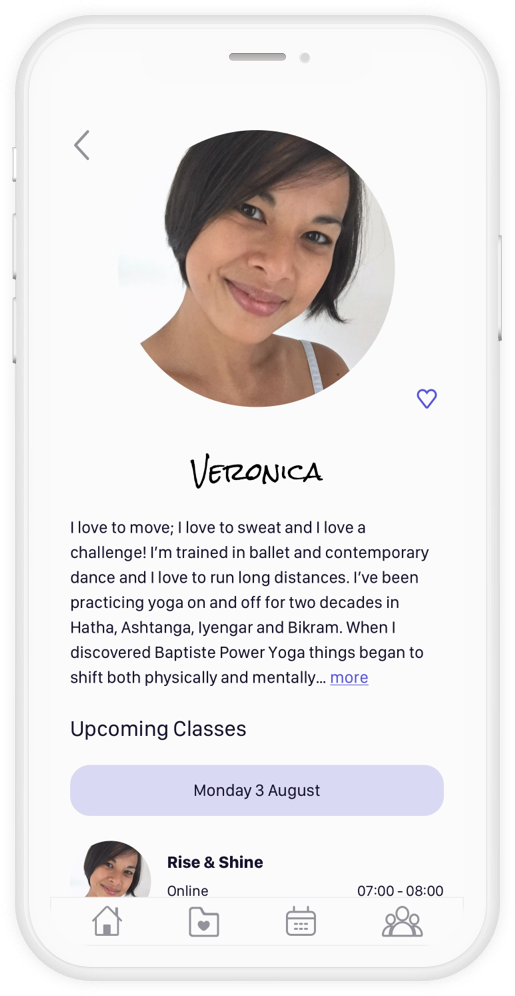 Veronica
I love to move; I love to sweat and I love a
challenge! I’m trained in ballet and contemporary
dance and I love to run long distances. I’ve been
practicing yoga on and off for two decades in
Hatha, Ashtanga, Iyengar and Bikram. When I
discovered Baptiste Power Yoga things began to
shift both physically and mentally... more
Upcoming Classes
Monday 3 August
Rise & Shine
Online 07:00 - 08:00